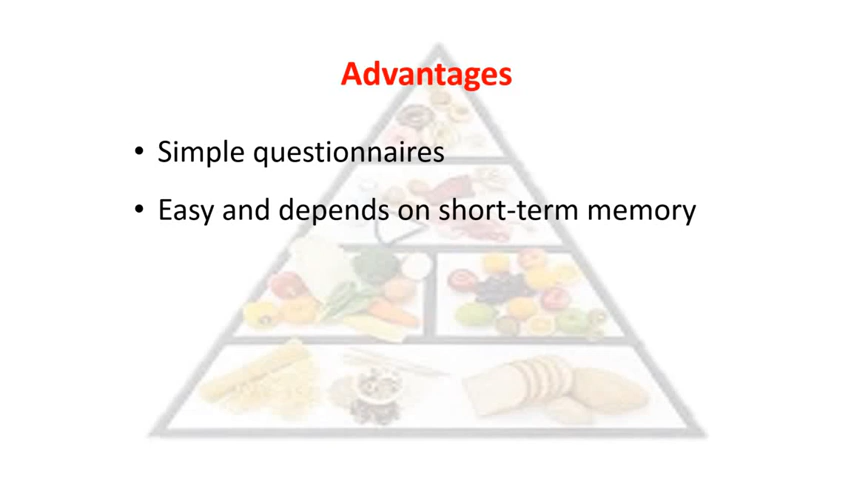 Advantages
• Simple questionnaires
• Easy and depends on short-term memory